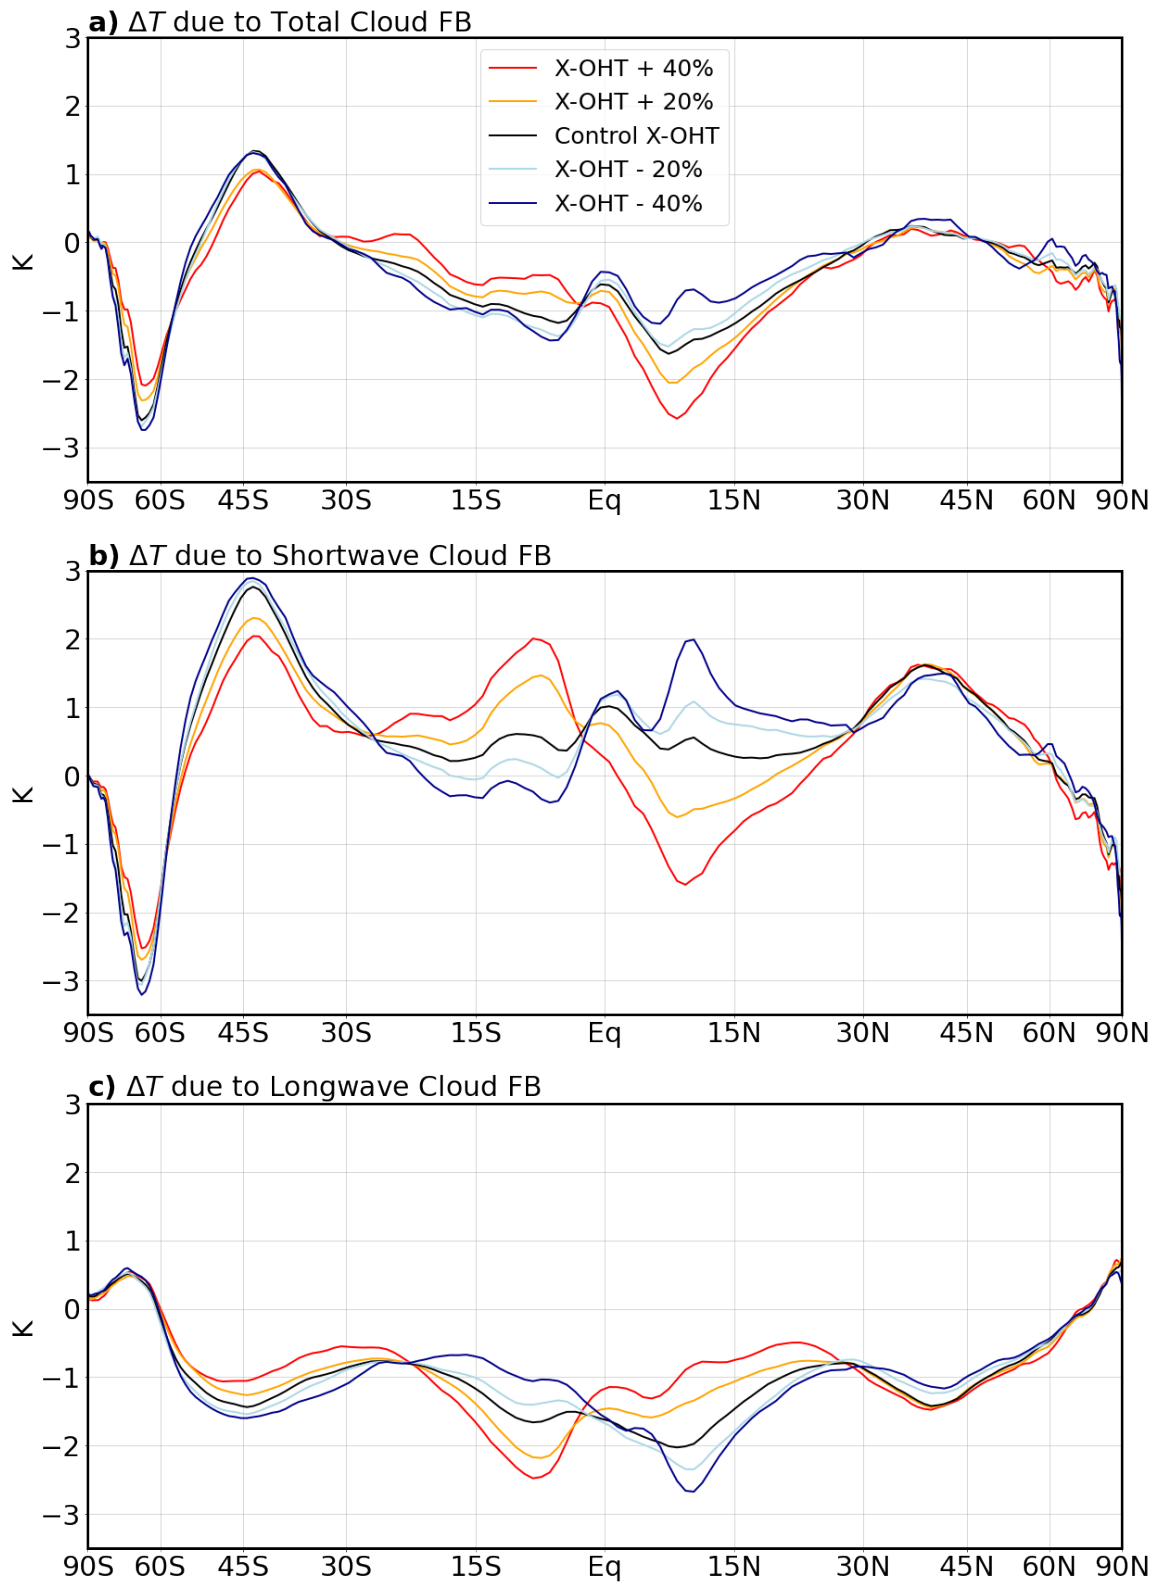 a) ΔT due to Total Cloud FB
3
2
1
0
−1
−2
−3
K
X-OHT + 40%
X-OHT + 20%
Control X-OHT
X-OHT - 20%
X-OHT - 40%
90S 60S 45S 30S 15S Eq 15N 30N 45N 60N 90N
b) ΔT due to Shortwave Cloud FB
3
2
1
0
−1
−2
−3
K
90S 60S 45S 30S 15S Eq 15N 30N 45N 60N 90N
c) ΔT due to Longwave Cloud FB
3
2
1
0
−1
−2
−3
K
90S 60S 45S 30S 15S Eq 15N 30N 45N 60N 90N